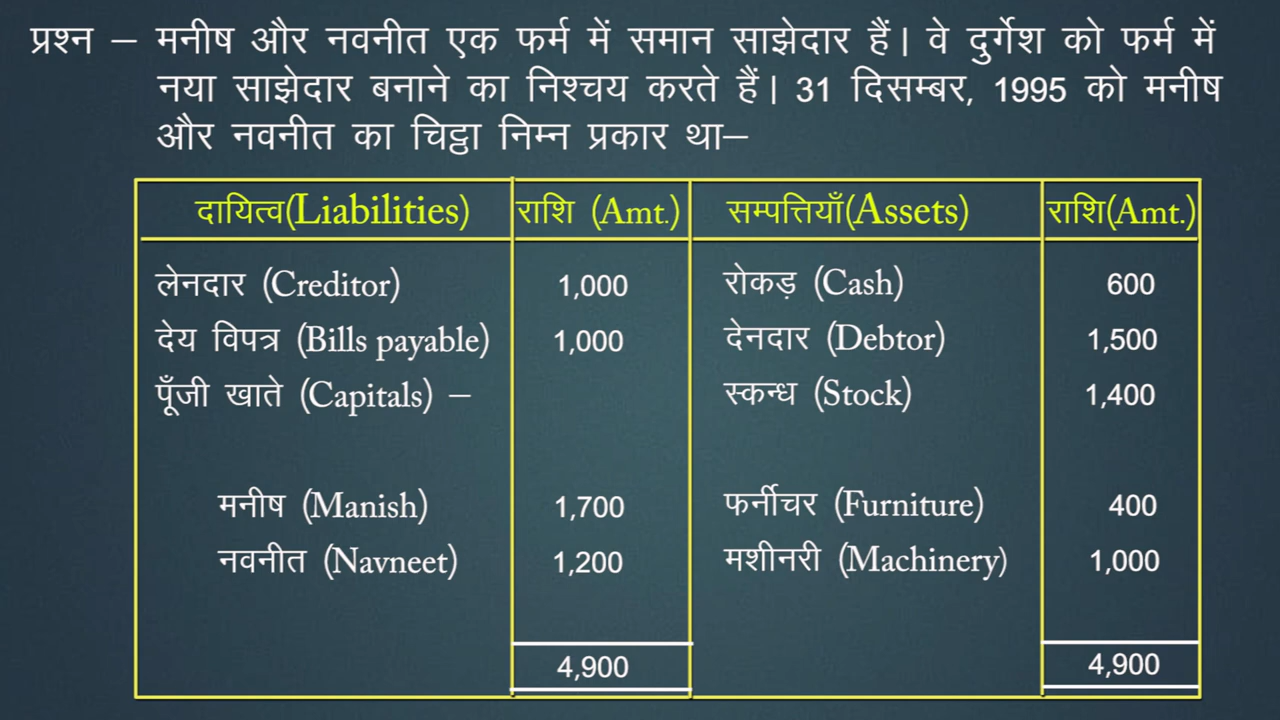 प्रश्न – मनीष और नवनीत एक फर्म में समान साझेदार हैं। वे दुर्गेश को फर्म में
नया साझेदार बनाने का निश्चय करते हैं। 31 दिसम्बर, 1995 को मनीष
और नवनीत का चिट्ठा निम्न प्रकार था–
दायित्व(Liabilities) राशि (Amt.) सम्पत्तियाँ(Assets) राशि(Amt.)
लेनदार (Creditor) 1,000 रोकड़ (Cash) 600
देय विपत्र (Bills payable) 1,000 देनदार (Debtor) 1,500
पूँजी खाते (Capitals) – स्कन्ध (Stock) 1,400
मनीष (Manish) 1,700 फर्नीचर (Furniture) 400
नवनीत (Navneet) 1,200 मशीनरी (Machinery) 1,000
4,900 4,900